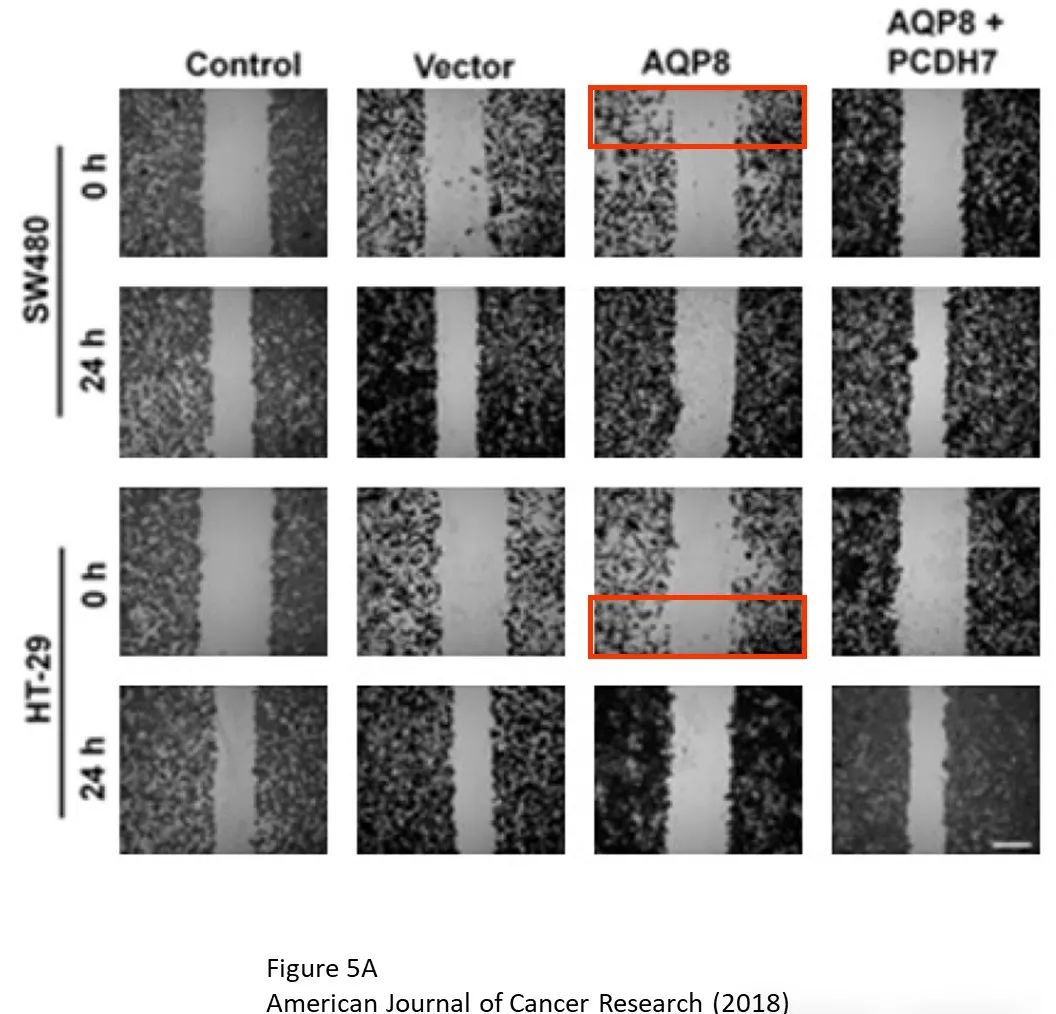 Control
Vector
AQP8
AQP8 +
PCDH7
SW480
0 h
24 h
HT-29
0 h
24 h
Figure 5A
American Journal of Cancer Research (2018)